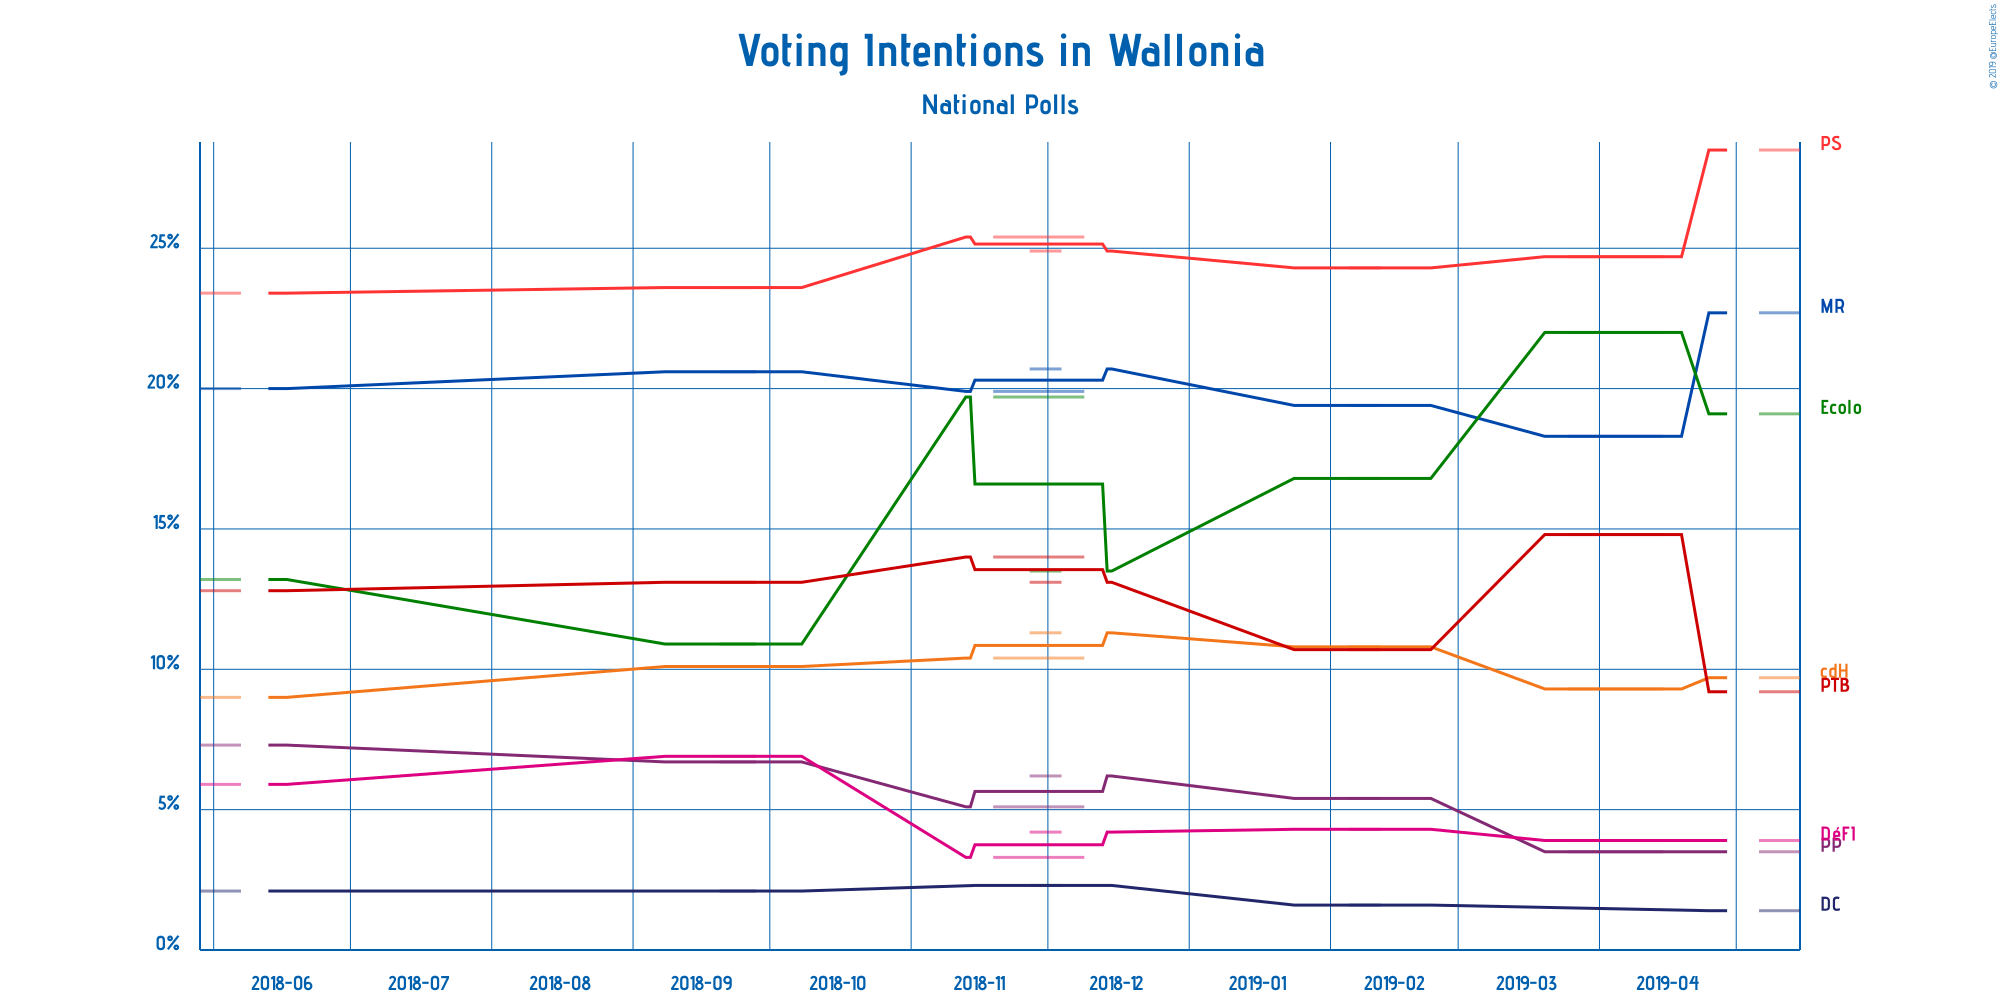 Voting Intentions in Wallonia
National Polls
© 2019 @EuropeElects
PS
25%
MR
20%
Ecolo
15%
10%
cdH
PTB
5%
DéFI
PP
DC
0%
2018-06 2018-07 2018-08 2018-09 2018-10 2018-11 2018-12 2019-01 2019-02 2019-03 2019-04